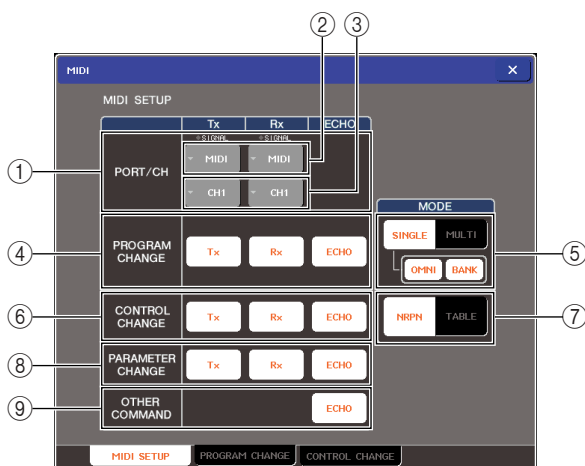 ② ③
MIDI ×
MIDI SETUP
Tx Rx ECHO
SIGNAL SIGNAL
① PORT/CH MIDI MIDI
CH1 CH1
MODE
④ PROGRAM CHANGE Tx Rx ECHO SINGLE MULTI ⑤
OMNI BANK
⑥ CONTROL CHANGE Tx Rx ECHO NRPN TABLE ⑦
⑧ PARAMETER CHANGE Tx Rx ECHO
⑨ OTHER COMMAND ECHO
MIDI SETUP PROGRAM CHANGE CONTROL CHANGE